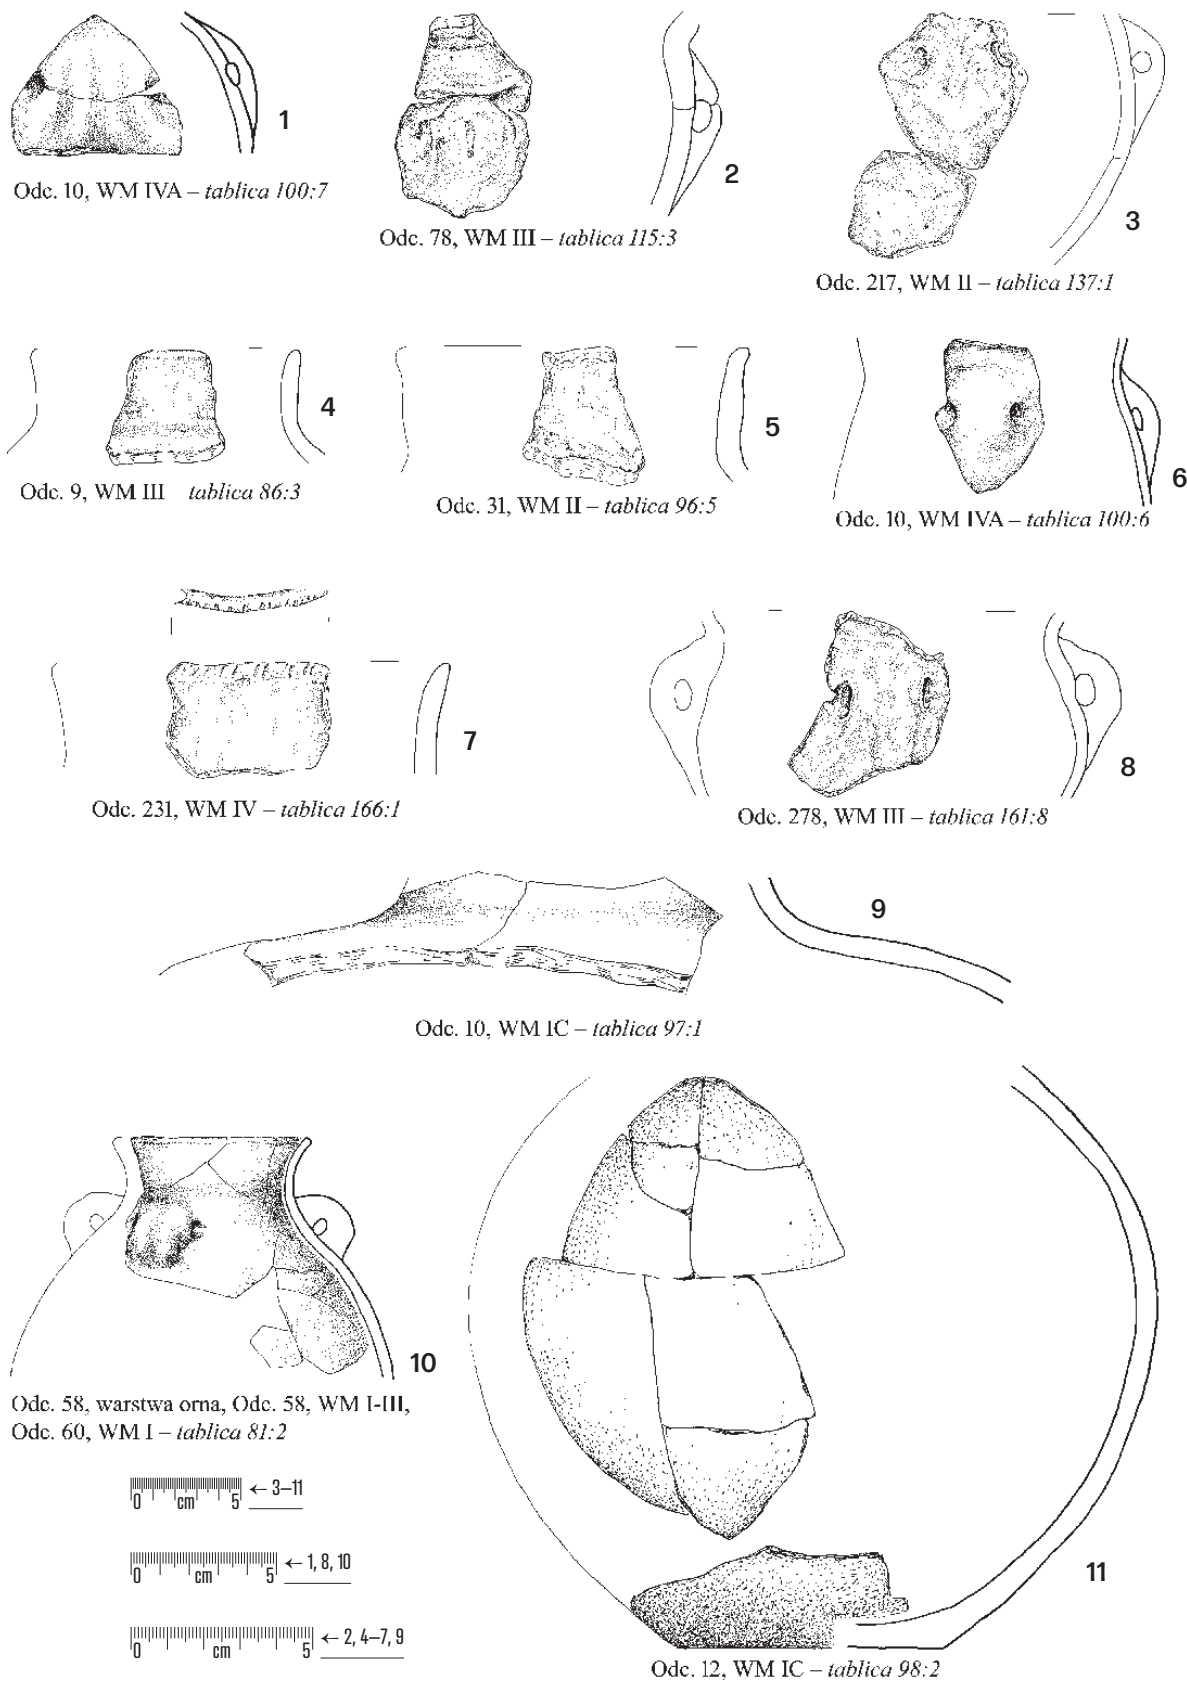 1
Odc. 10, WM IVA – tablica 100:7
2
Odc. 78, WM III – tablica 115:3
3
Odc. 217, WM II – tablica 137:1
4
Odc. 9, WM III tablica 86:3
5
Odc. 31, WM II – tablica 96:5
6
Odc. 10, WM IVA – tablica 100:6
7
Odc. 231, WM IV – tablica 166:1
8
Odc. 278, WM III – tablica 161:8
9
Odc. 10, WM IC – tablica 97:1
10
Odc. 58, warstwa orna, Odc. 58, WM I-III,
Odc. 60, WM I – tablica 81:2
0 cm 5 ← 3–11
0 cm 5 ← 1, 8, 10
0 cm 5 ← 2, 4–7, 9
11
Odc. 12, WM IC – tablica 98:2